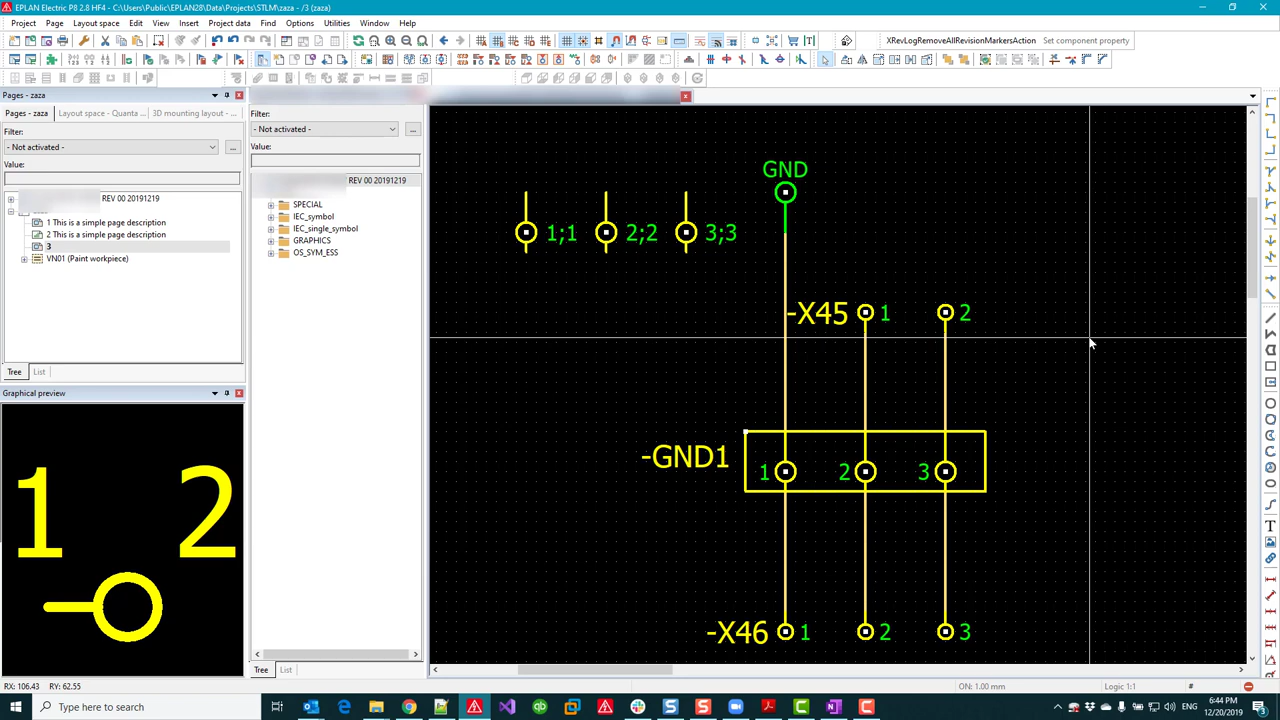 EPLAN Electric P2 2.8 HF4 - C:\Users\Public\EPLAN28\Data\Projects\STLM\zaza - /3 (zaza)
Project Page Layout space Edit View Insert Project data Find Options Utilities Window Help
XRevLogRemoveAllRevisionMarkersAction Set component property
Pages - zaza
Pages - zaza Layout space - Quanta ... 3D mounting layout - ...
Filter:
- Not activated -
...
Value:
REV 00 20191219
1 This is a simple page description
2 This is a simple page description
3
VN01 (Paint workpiece)
Tree List
Graphical preview
1 2
Filter:
- Not activated -
...
Value:
REV 00 20191219
SPECIAL
IEC_symbol
IEC_single_symbol
GRAPHICS
OS_SYM_ESS
Tree List
GND
1;1 2;2 3;3
-X45 1 2
-GND1 1 2 3
-X46 1 2 3
RX: 106.43 RY: 62.55 ON: 1.00 mm Logic 1:1 #
Type here to search
6:44 PM
12/20/2019